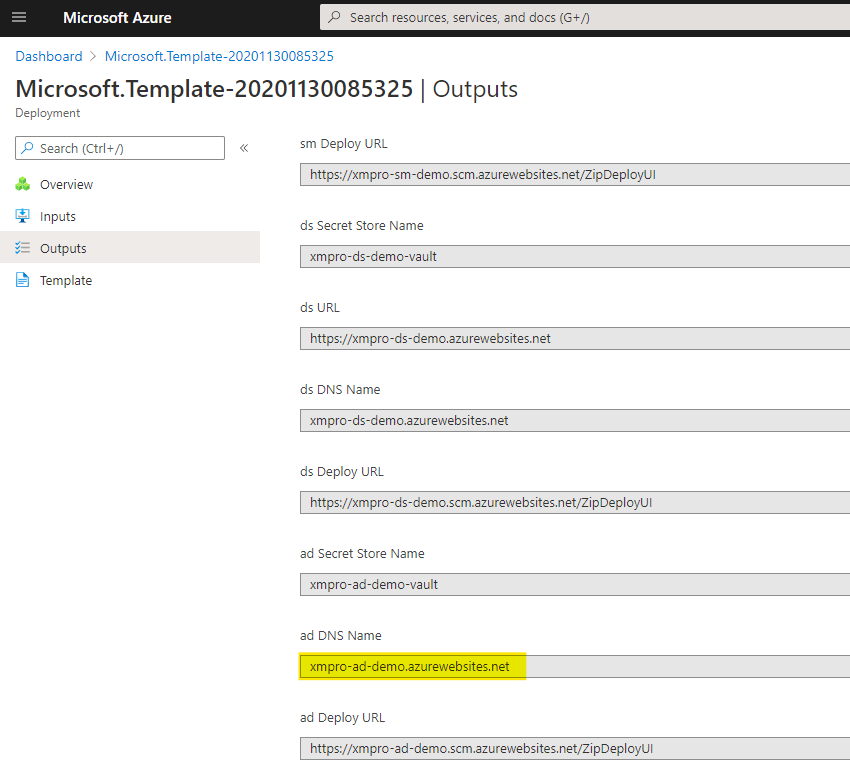 Microsoft Azure
Search resources, services, and docs (G+/)
Dashboard > Microsoft.Template-20201130085325
Microsoft.Template-20201130085325 | Outputs
Deployment
Search (Ctrl+/)
«
Overview
Inputs
Outputs
Template
sm Deploy URL
https://xmpro-sm-demo.scm.azurewebsites.net/ZipDeployUI
ds Secret Store Name
xmpro-ds-demo-vault
ds URL
https://xmpro-ds-demo.azurewebsites.net
ds DNS Name
xmpro-ds-demo.azurewebsites.net
ds Deploy URL
https://xmpro-ds-demo.scm.azurewebsites.net/ZipDeployUI
ad Secret Store Name
xmpro-ad-demo-vault
ad DNS Name
xmpro-ad-demo.azurewebsites.net
ad Deploy URL
https://xmpro-ad-demo.scm.azurewebsites.net/ZipDeployUI